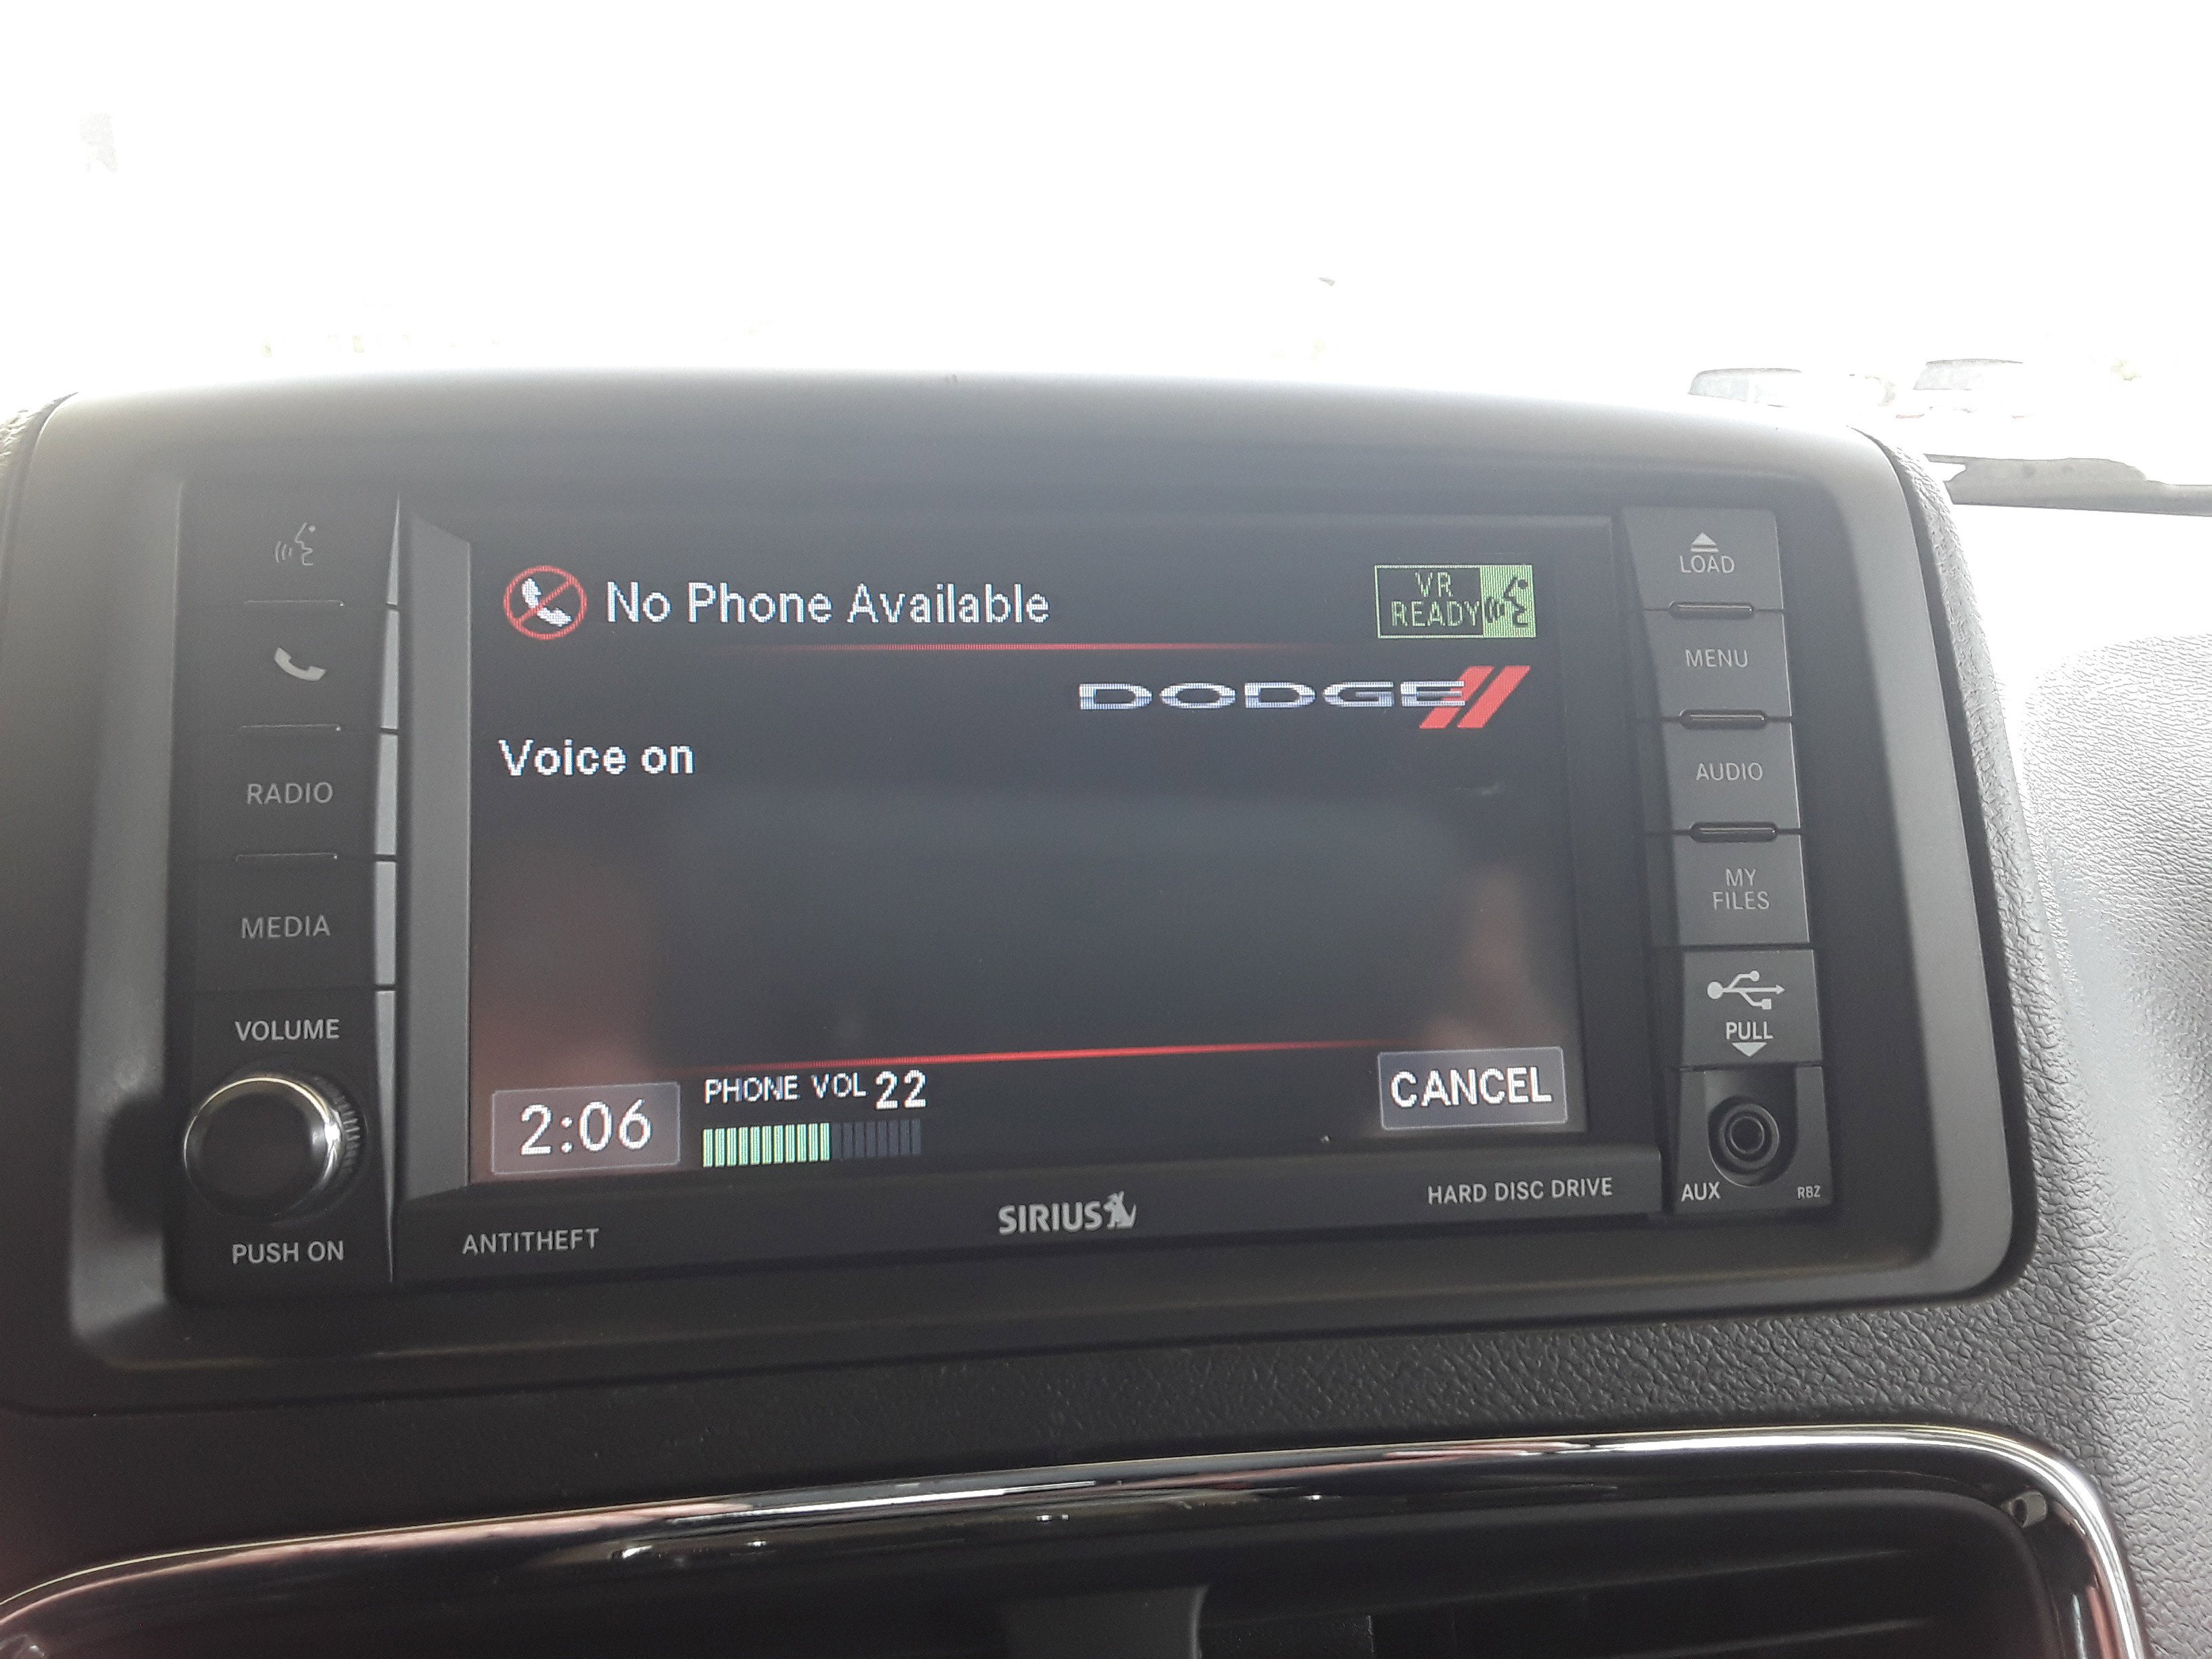 No Phone Available
VR
READY
DODGE
Voice on
2:06
PHONE VOL 22
CANCEL
RADIO
MEDIA
VOLUME
PUSH ON
LOAD
MENU
AUDIO
MY
FILES
PULL
AUX
RBZ
ANTITHEFT
SIRIUS
HARD DISC DRIVE